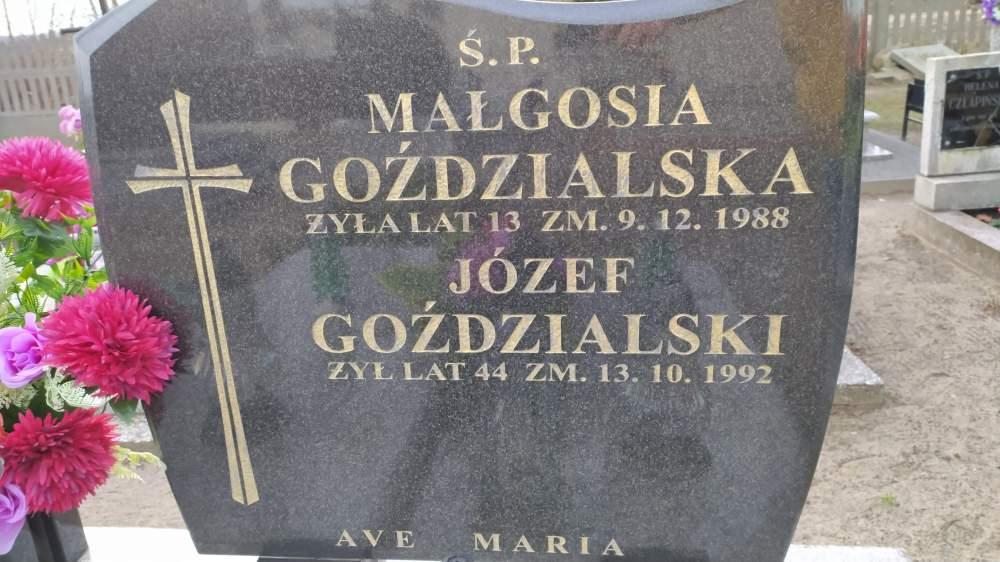 Ś. P.
MAŁGOSIA
GOŹDZIALSKA
ŻYŁA LAT 13 ZM. 9. 12. 1988
JÓZEF
GOŹDZIALSKI
ŻYŁ LAT 44 ZM. 13. 10. 1992
AVE MARIA
HELENA